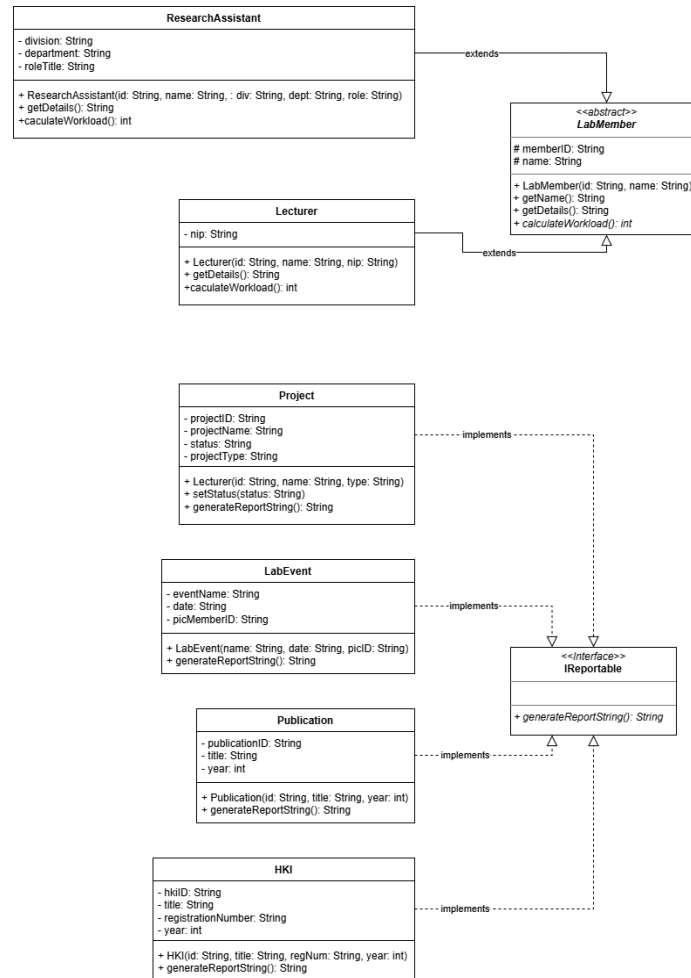 ResearchAssistant
- division: String
- department: String
- roleTitle: String
+ ResearchAssistant(id: String, name: String, : div: String, dept: String, role: String)
+ getDetails(): String
+caculateWorkload(): int
extends
<<abstract>>
LabMember
# memberID: String
# name: String
+ LabMember(id: String, name: String)
+ getName(): String
+ getDetails(): String
+ calculateWorkload(): int
Lecturer
- nip: String
+ Lecturer(id: String, name: String, nip: String)
+ getDetails(): String
+caculateWorkload(): int
extends
Project
- projectID: String
- projectName: String
- status: String
- projectType: String
+ Lecturer(id: String, name: String, type: String)
+ setStatus(status: String)
+ generateReportString(): String
implements
LabEvent
- eventName: String
- date: String
- picMemberID: String
+ LabEvent(name: String, date: String, picID: String)
+ generateReportString(): String
implements
<<Interface>>
IReportable
+ generateReportString(): String
Publication
- publicationID: String
- title: String
- year: int
+ Publication(id: String, title: String, year: int)
+ generateReportString(): String
implements
HKI
- hkiID: String
- title: String
- registrationNumber: String
- year: int
+ HKI(id: String, title: String, regNum: String, year: int)
+ generateReportString(): String
implements